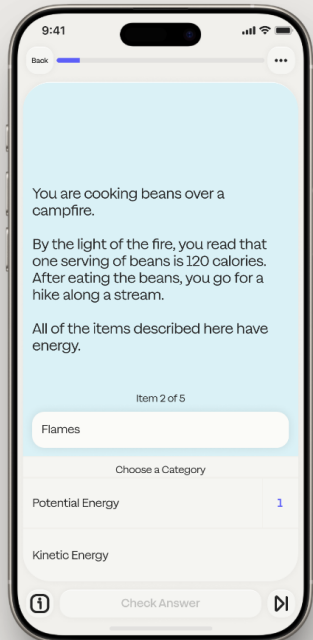 9:41
Back
You are cooking beans over a
campfire.
By the light of the fire, you read that
one serving of beans is 120 calories.
After eating the beans, you go for a
hike along a stream.
All of the items described here have
energy.
Item 2 of 5
Flames
Choose a Category
Potential Energy 1
Kinetic Energy
Check Answer